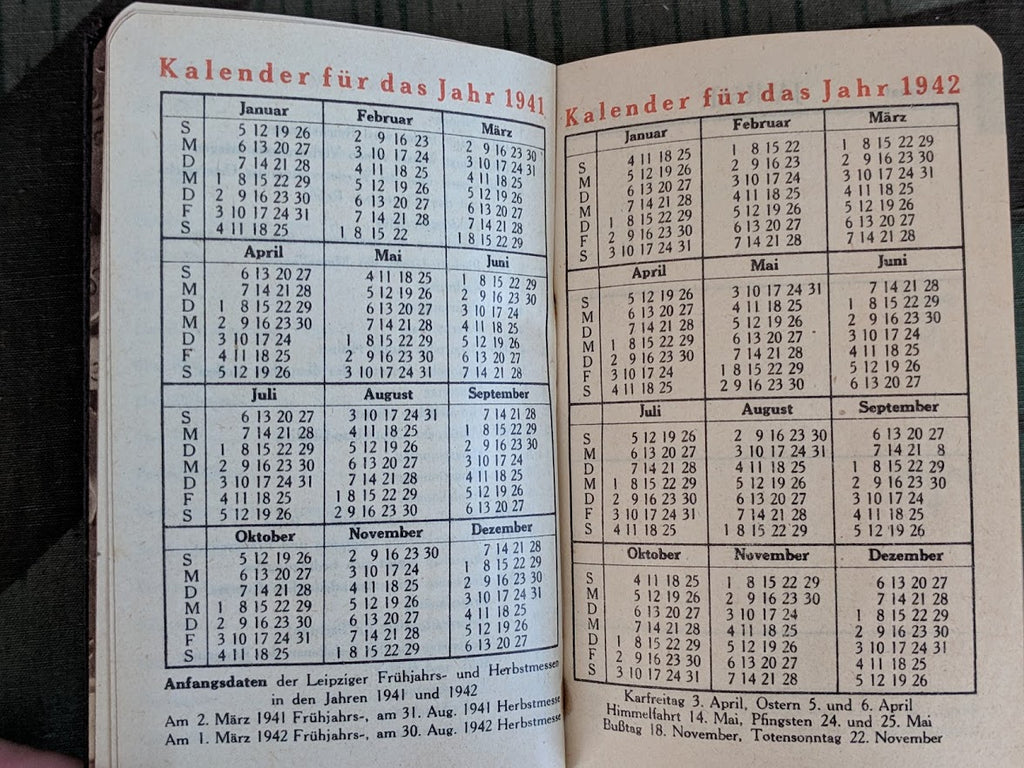 Kalender für das Jahr 1941
Januar Februar März
S 5 12 19 26 2 9 16 23 2 9 16 23 30
M 6 13 20 27 3 10 17 24 3 10 17 24 31
D 7 14 21 28 4 11 18 25 4 11 18 25
M 1 8 15 22 29 5 12 19 26 5 12 19 26
D 2 9 16 23 30 6 13 20 27 6 13 20 27
F 3 10 17 24 31 7 14 21 28 7 14 21 28
S 4 11 18 25 1 8 15 22 1 8 15 22 29
April Mai Juni
S 6 13 20 27 4 11 18 25 1 8 15 22 29
M 7 14 21 28 5 12 19 26 2 9 16 23 30
D 1 8 15 22 29 6 13 20 27 3 10 17 24
M 2 9 16 23 30 7 14 21 28 4 11 18 25
D 3 10 17 24 1 8 15 22 29 5 12 19 26
F 4 11 18 25 2 9 16 23 30 6 13 20 27
S 5 12 19 26 3 10 17 24 31 7 14 21 28
Juli August September
S 6 13 20 27 3 10 17 24 31 7 14 21 28
M 7 14 21 28 4 11 18 25 1 8 15 22 29
D 1 8 15 22 29 5 12 19 26 2 9 16 23 30
M 2 9 16 23 30 6 13 20 27 3 10 17 24
D 3 10 17 24 31 7 14 21 28 4 11 18 25
F 4 11 18 25 1 8 15 22 29 5 12 19 26
S 5 12 19 26 2 9 16 23 30 6 13 20 27
Oktober November Dezember
S 5 12 19 26 2 9 16 23 30 7 14 21 28
M 6 13 20 27 3 10 17 24 1 8 15 22 29
D 7 14 21 28 4 11 18 25 2 9 16 23 30
M 1 8 15 22 29 5 12 19 26 3 10 17 24 31
D 2 9 16 23 30 6 13 20 27 4 11 18 25
F 3 10 17 24 31 7 14 21 28 5 12 19 26
S 4 11 18 25 1 8 15 22 29 6 13 20 27
Anfangsdaten der Leipziger Frühjahrs- und Herbstmessen
in den Jahren 1941 und 1942
Am 2. März 1941 Frühjahrs-, am 31. Aug. 1941 Herbstmesse
Am 1. März 1942 Frühjahrs-, am 30. Aug. 1942 Herbstmesse
Kalender für das Jahr 1942
Januar Februar März
S 4 11 18 25 1 8 15 22 1 8 15 22 29
M 5 12 19 26 2 9 16 23 2 9 16 23 30
D 6 13 20 27 3 10 17 24 3 10 17 24 31
M 7 14 21 28 4 11 18 25 4 11 18 25
D 1 8 15 22 29 5 12 19 26 5 12 19 26
F 2 9 16 23 30 6 13 20 27 6 13 20 27
S 3 10 17 24 31 7 14 21 28 7 14 21 28
April Mai Juni
S 5 12 19 26 3 10 17 24 31 7 14 21 28
M 6 13 20 27 4 11 18 25 1 8 15 22 29
D 7 14 21 28 5 12 19 26 2 9 16 23 30
M 1 8 15 22 29 6 13 20 27 3 10 17 24
D 2 9 16 23 30 7 14 21 28 4 11 18 25
F 3 10 17 24 1 8 15 22 29 5 12 19 26
S 4 11 18 25 2 9 16 23 30 6 13 20 27
Juli August September
S 5 12 19 26 2 9 16 23 30 6 13 20 27
M 6 13 20 27 3 10 17 24 31 7 14 21 8
D 7 14 21 28 4 11 18 25 1 8 15 22 29
M 1 8 15 22 29 5 12 19 26 2 9 16 23 30
D 2 9 16 23 30 6 13 20 27 3 10 17 24
F 3 10 17 24 31 7 14 21 28 4 11 18 25
S 4 11 18 25 1 8 15 22 29 5 12 19 26
Oktober November Dezember
S 4 11 18 25 1 8 15 22 29 6 13 20 27
M 5 12 19 26 2 9 16 23 30 7 14 21 28
D 6 13 20 27 3 10 17 24 1 8 15 22 29
M 7 14 21 28 4 11 18 25 2 9 16 23 30
D 1 8 15 22 29 5 12 19 26 3 10 17 24 31
F 2 9 16 23 30 6 13 20 27 4 11 18 25
S 3 10 17 24 31 7 14 21 28 5 12 19 26
Karfreitag 3. April, Ostern 5. und 6. April
Himmelfahrt 14. Mai, Pfingsten 24. und 25. Mai
Bußtag 18. November, Totensonntag 22. November